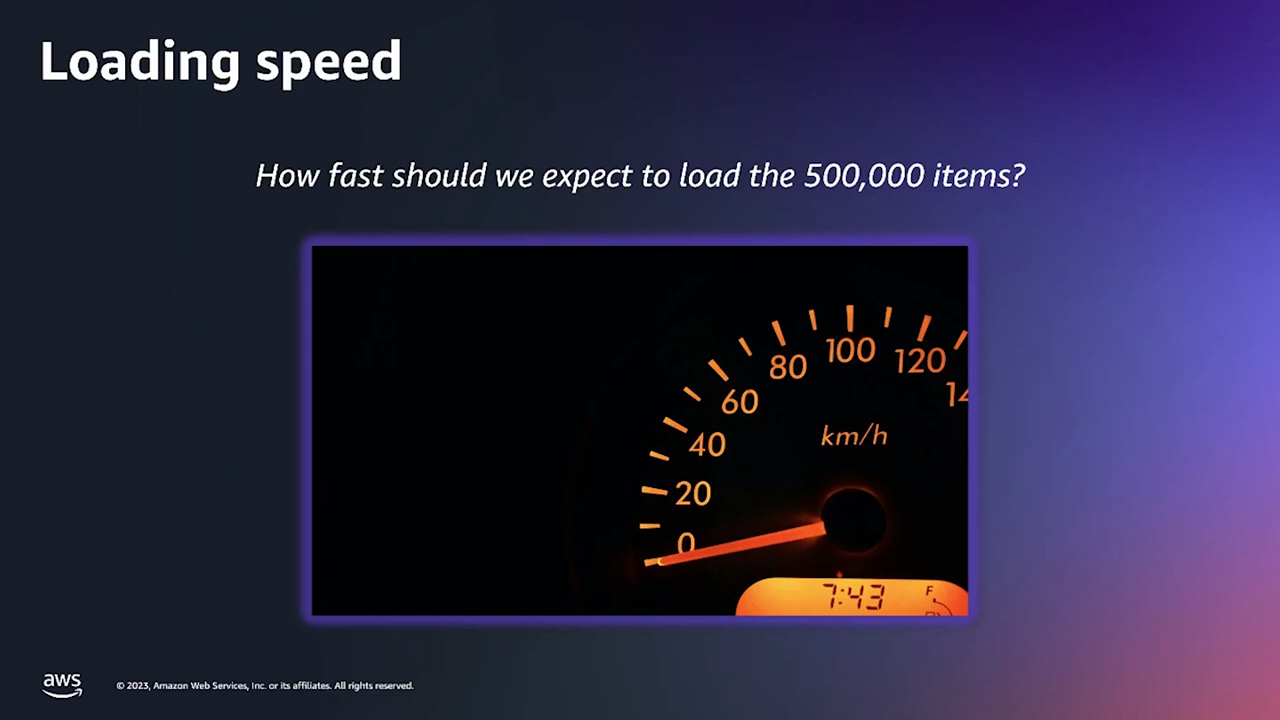 Loading speed
How fast should we expect to load the 500,000 items?
100
80
120
60
14
km/h
40
20
0
7:43
F
aws
© 2023, Amazon Web Services, Inc. or its affiliates. All rights reserved.